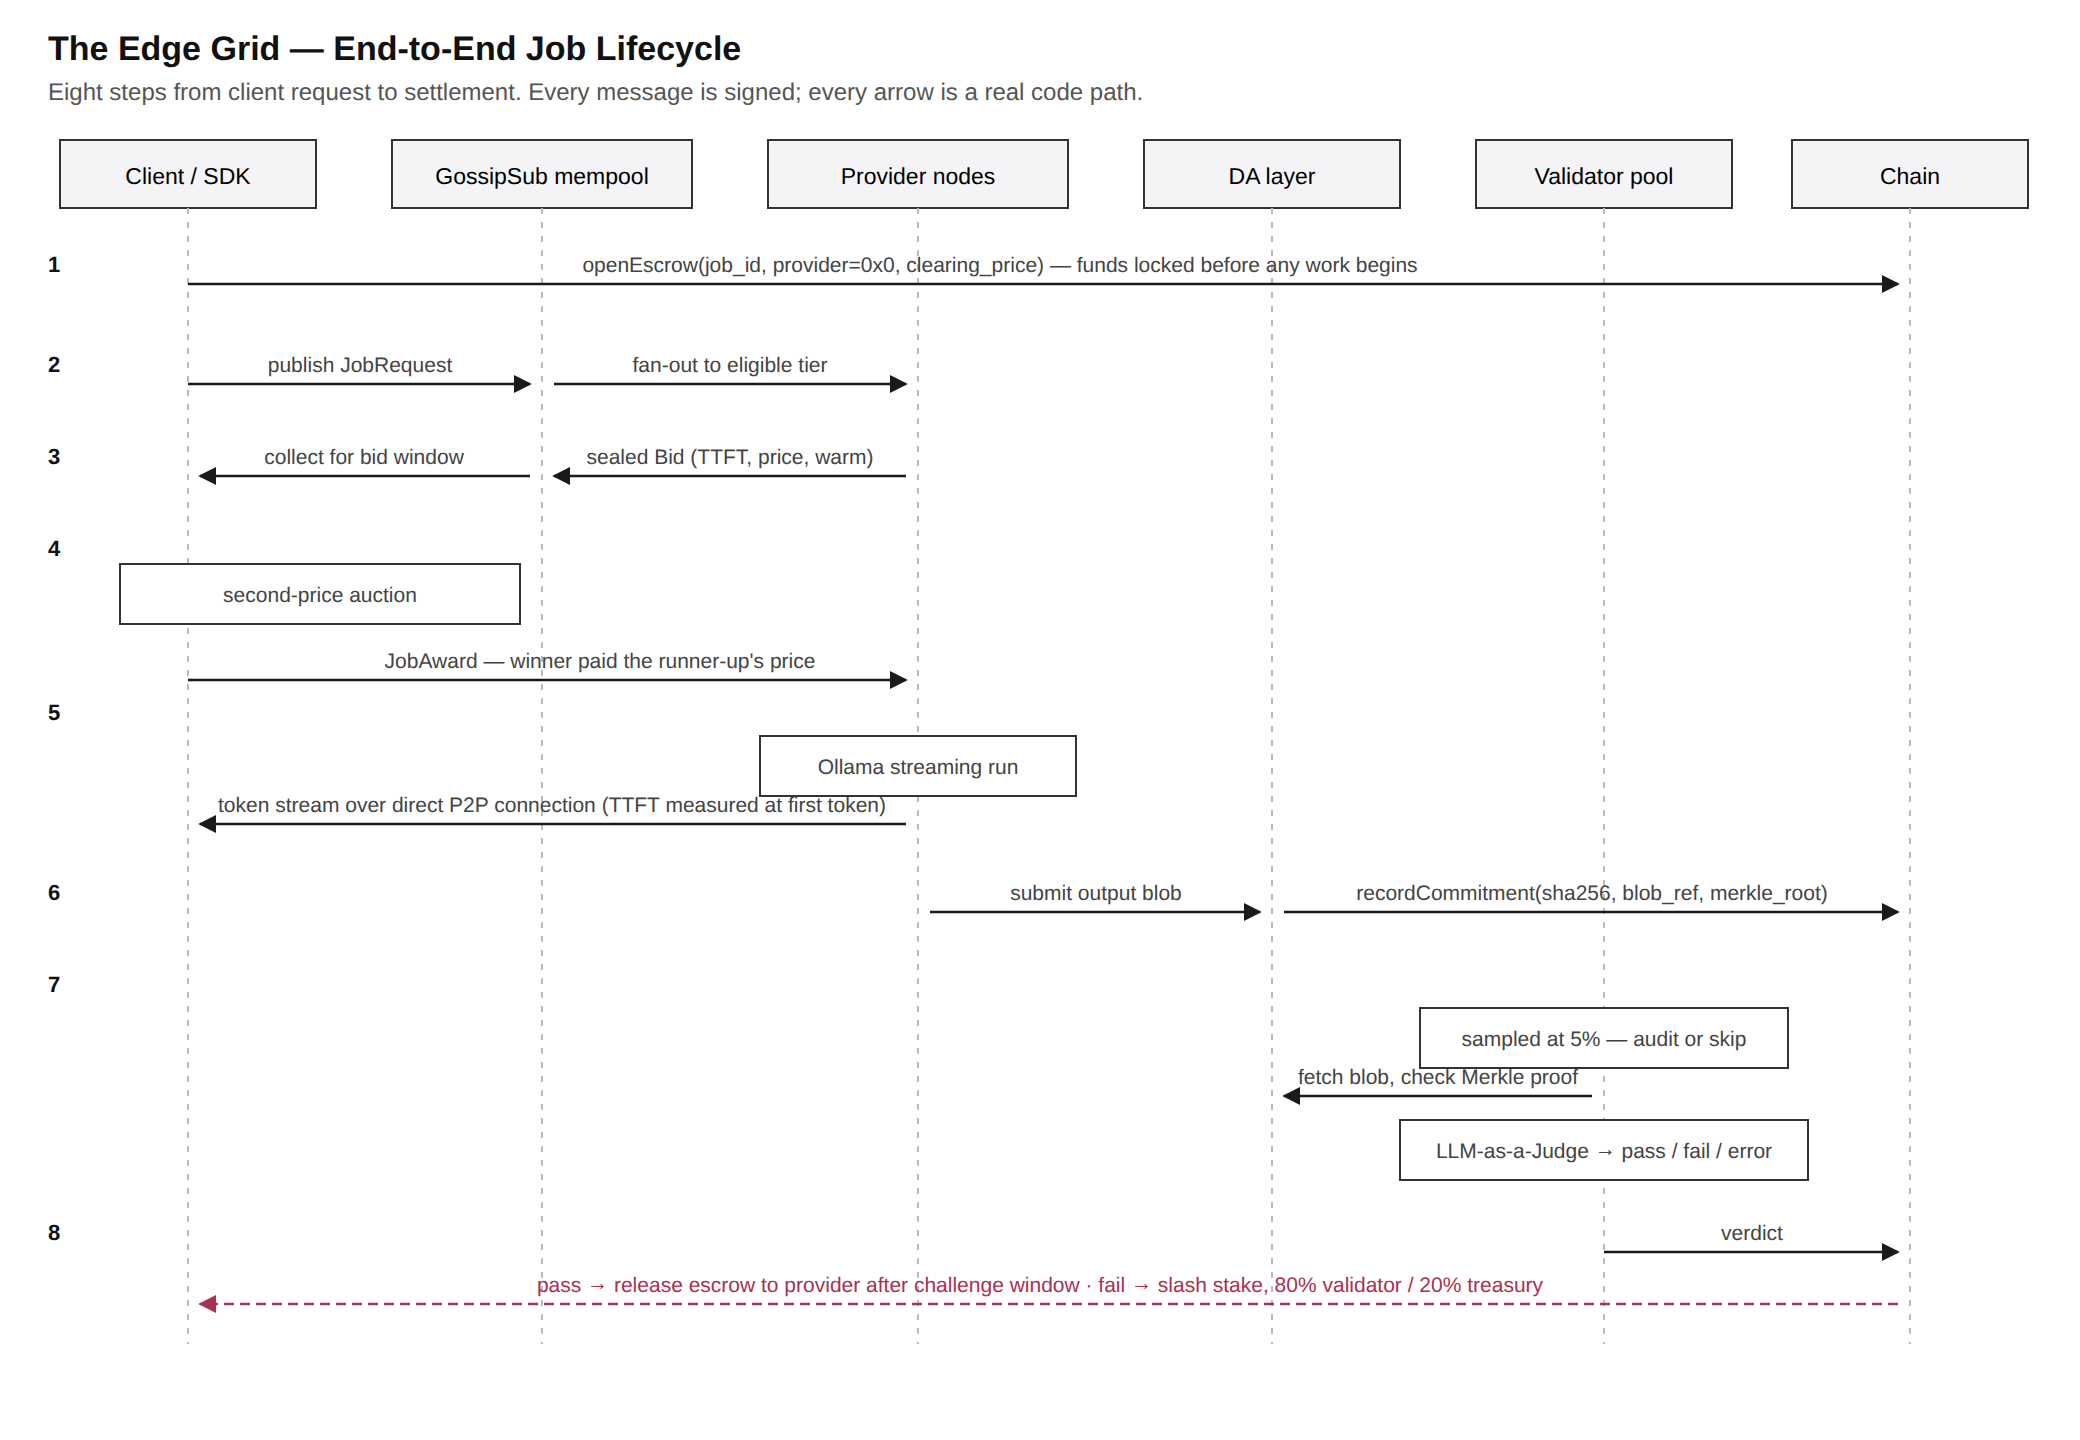 The Edge Grid — End-to-End Job Lifecycle
Eight steps from client request to settlement. Every message is signed; every arrow is a real code path.
Client / SDK
GossipSub mempool
Provider nodes
DA layer
Validator pool
Chain
1
openEscrow(job_id, provider=0x0, clearing_price) — funds locked before any work begins
2
publish JobRequest
fan-out to eligible tier
3
collect for bid window
sealed Bid (TTFT, price, warm)
4
second-price auction
JobAward — winner paid the runner-up's price
5
Ollama streaming run
token stream over direct P2P connection (TTFT measured at first token)
6
submit output blob
recordCommitment(sha256, blob_ref, merkle_root)
7
sampled at 5% — audit or skip
fetch blob, check Merkle proof
LLM-as-a-Judge → pass / fail / error
8
verdict
pass → release escrow to provider after challenge window · fail → slash stake, 80% validator / 20% treasury